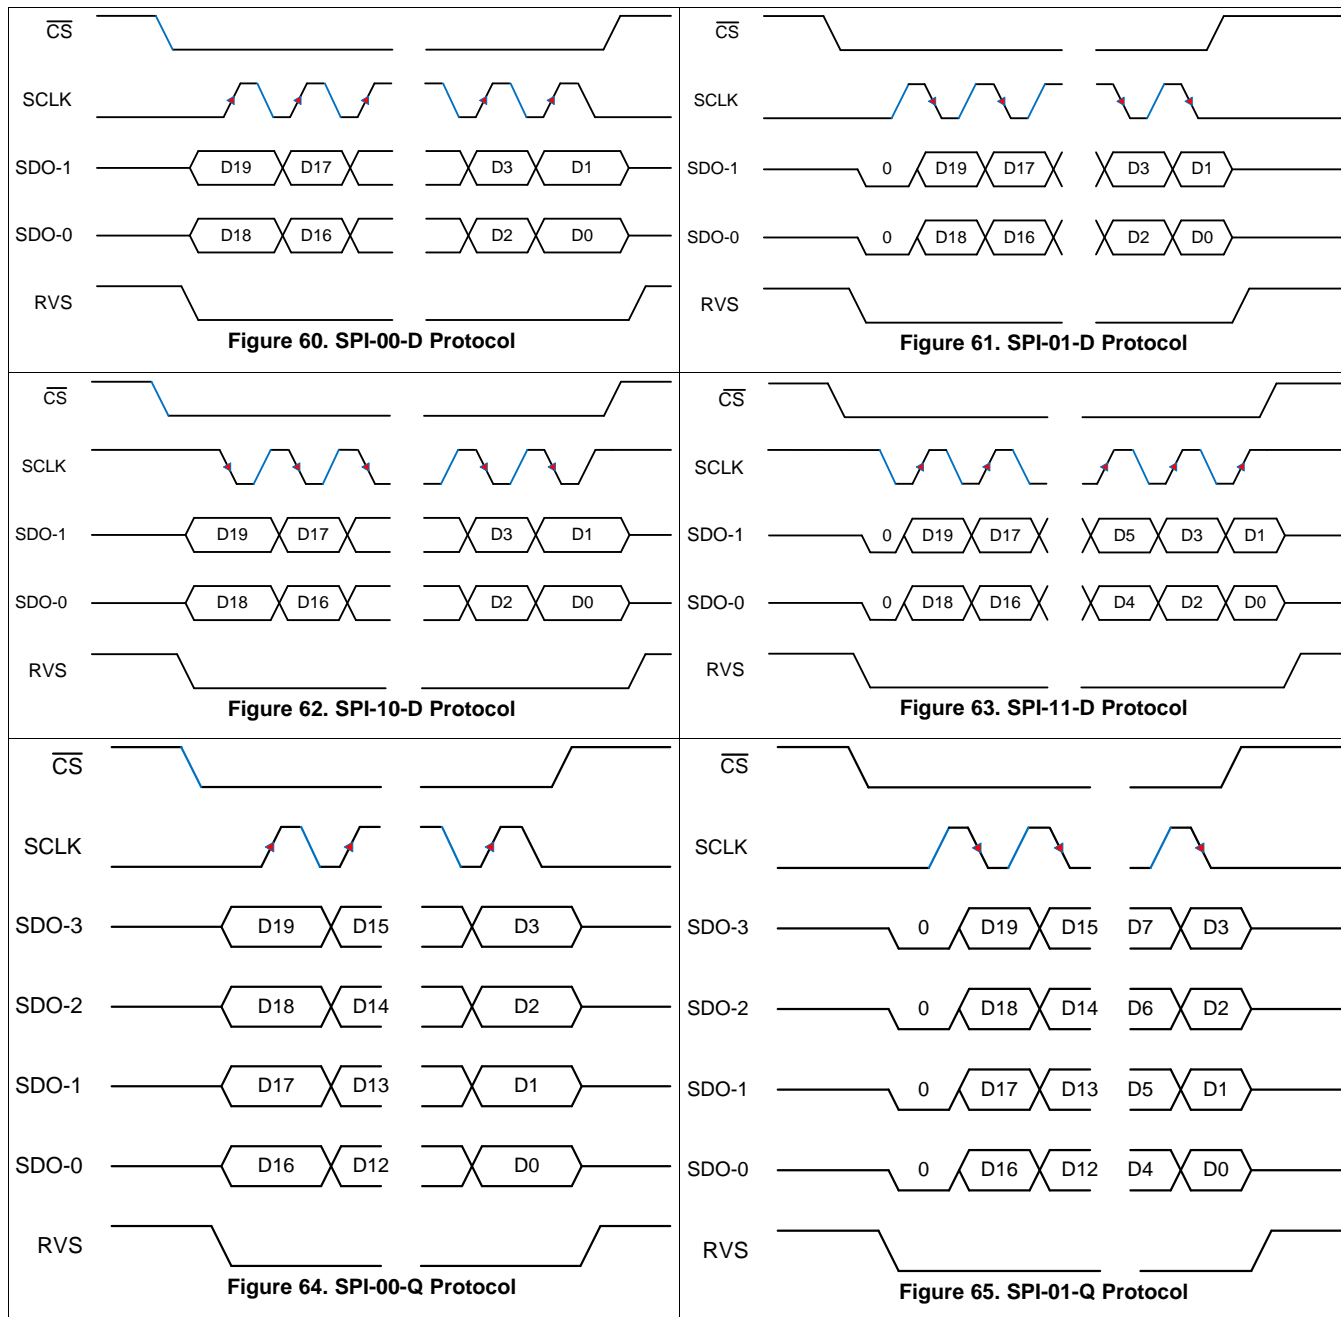 CS
SCLK
SDO-1 D19 D17 D3 D1
SDO-0 D18 D16 D2 D0
RVS
Figure 60. SPI-00-D Protocol
CS
SCLK
SDO-1 0 D19 D17 D3 D1
SDO-0 0 D18 D16 D2 D0
RVS
Figure 61. SPI-01-D Protocol
CS
SCLK
SDO-1 D19 D17 D3 D1
SDO-0 D18 D16 D2 D0
RVS
Figure 62. SPI-10-D Protocol
CS
SCLK
SDO-1 0 D19 D17 D5 D3 D1
SDO-0 0 D18 D16 D4 D2 D0
RVS
Figure 63. SPI-11-D Protocol
CS
SCLK
SDO-3 D19 D15 D3
SDO-2 D18 D14 D2
SDO-1 D17 D13 D1
SDO-0 D16 D12 D0
RVS
Figure 64. SPI-00-Q Protocol
CS
SCLK
SDO-3 0 D19 D15 D7 D3
SDO-2 0 D18 D14 D6 D2
SDO-1 0 D17 D13 D5 D1
SDO-0 0 D16 D12 D4 D0
RVS
Figure 65. SPI-01-Q Protocol